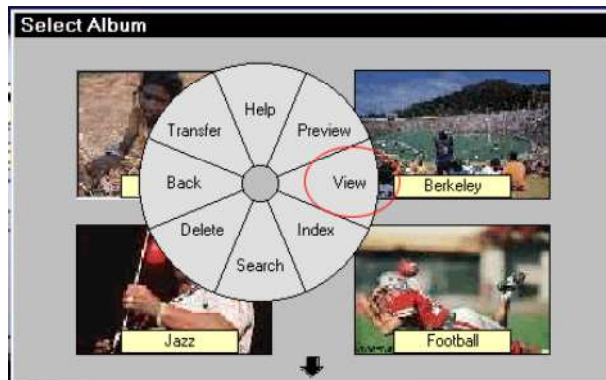 Select Album
Help
Transfer
Preview
Back
View
Berkeley
Delete
Index
Search
Jazz
Football